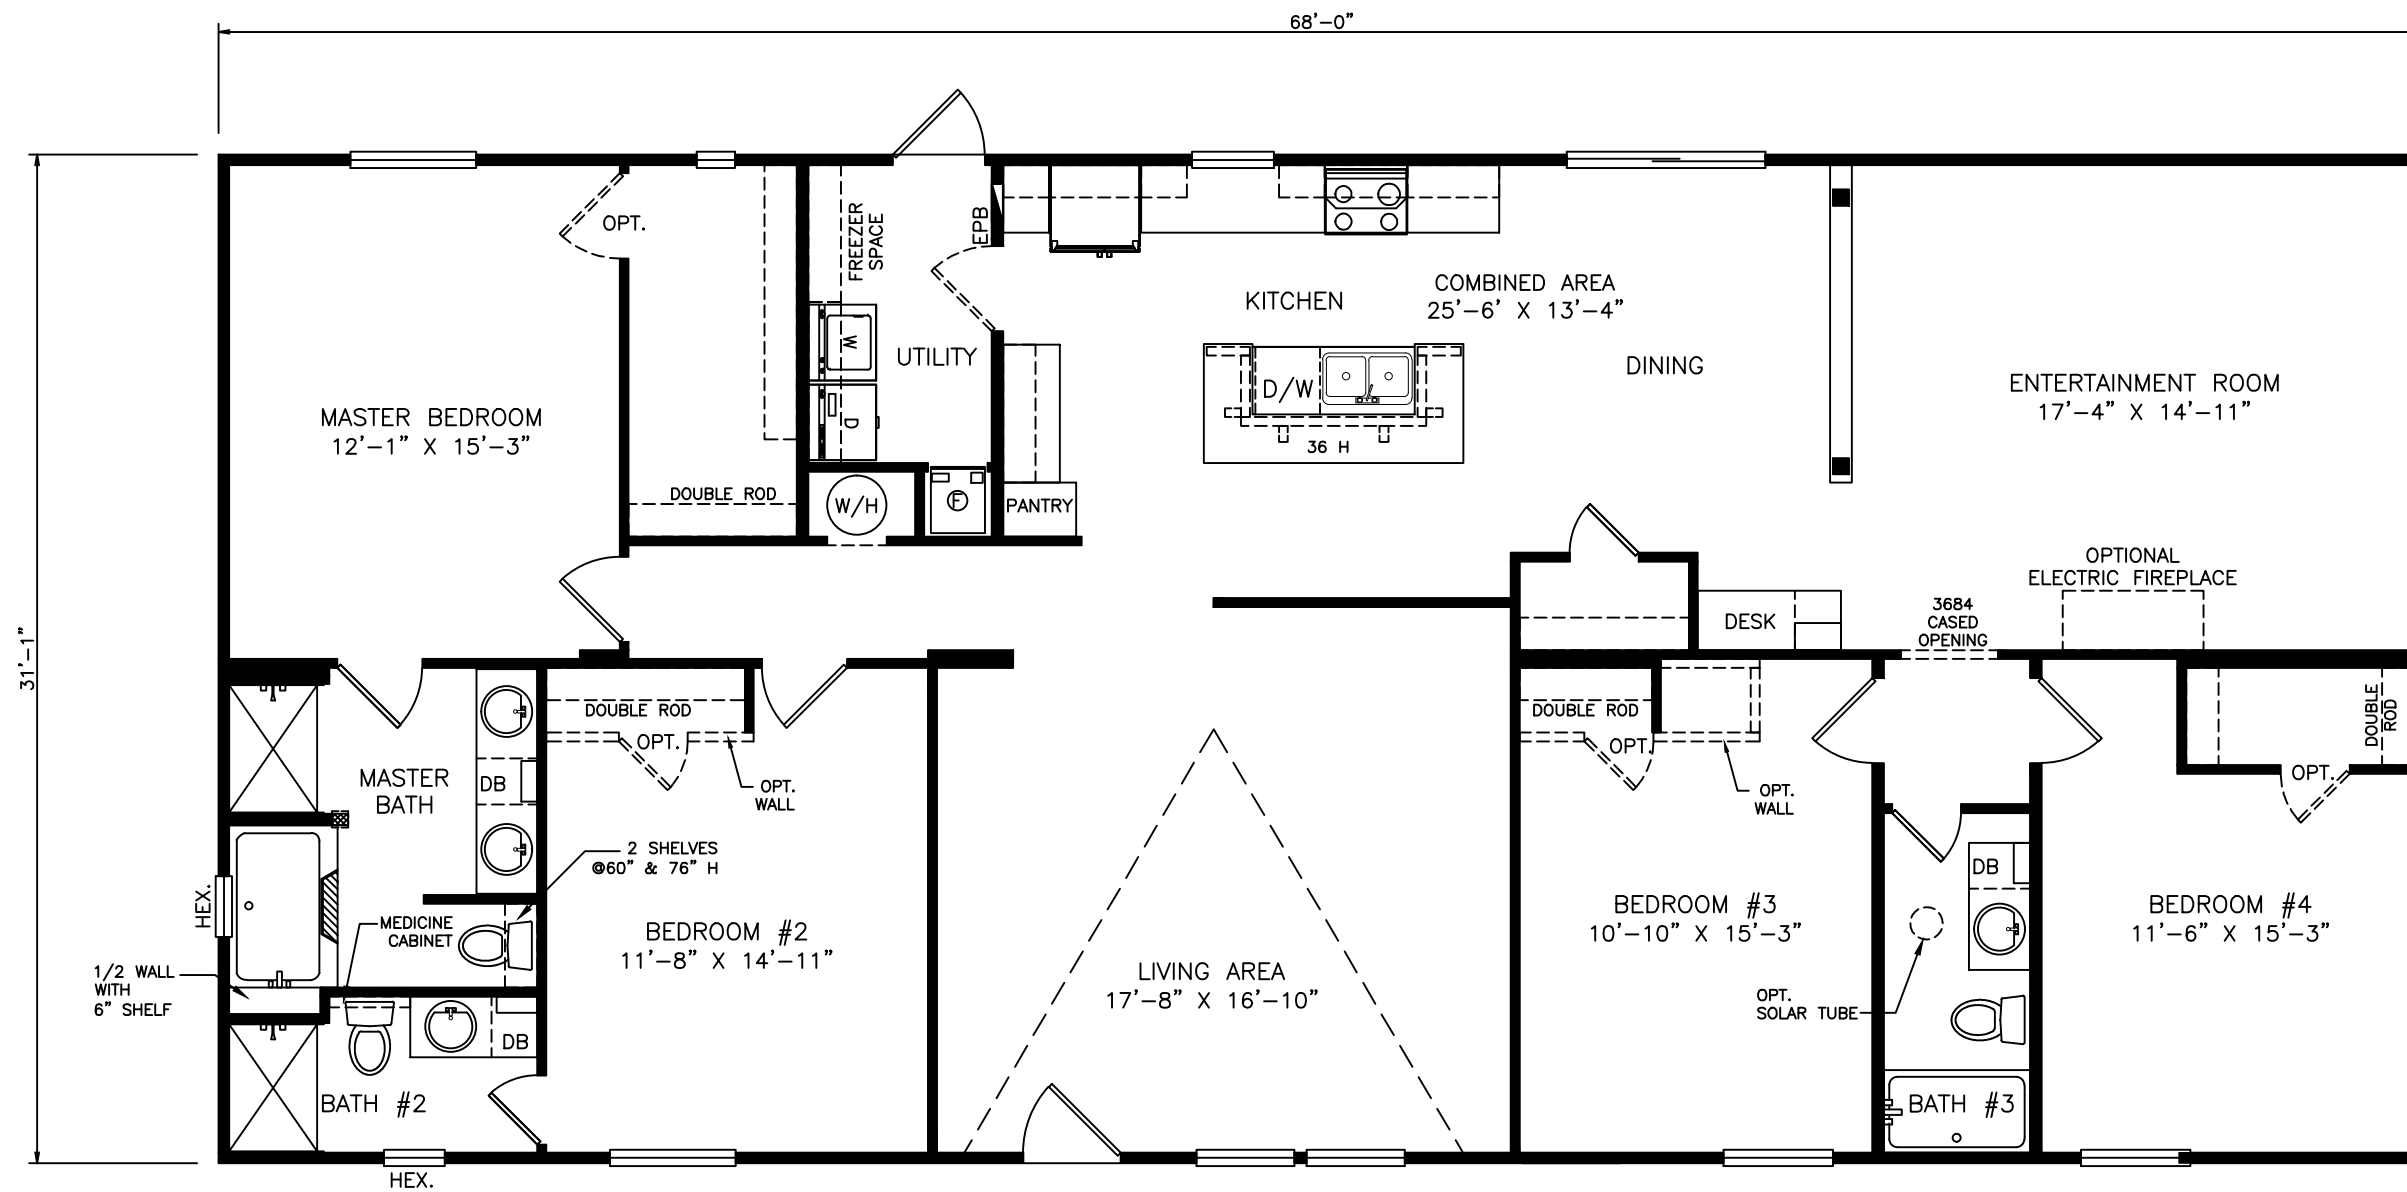 68'-0"
31'-1"
OPT.
MASTER BEDROOM
12'-1" X 15'-3"
DOUBLE ROD
FREEZER
SPACE
EPB
W
D
UTILITY
W/H
F
PANTRY
KITCHEN
COMBINED AREA
25'-6' X 13'-4"
D/W
36 H
DINING
ENTERTAINMENT ROOM
17'-4" X 14'-11"
OPTIONAL
ELECTRIC FIREPLACE
3684
CASED
OPENING
DESK
MASTER
BATH
DB
DOUBLE ROD
OPT.
OPT.
WALL
2 SHELVES
@60" & 76" H
HEX.
MEDICINE
CABINET
1/2 WALL
WITH
6" SHELF
BEDROOM #2
11'-8" X 14'-11"
DB
BATH #2
HEX.
LIVING AREA
17'-8" X 16'-10"
DOUBLE ROD
OPT.
OPT.
WALL
BEDROOM #3
10'-10" X 15'-3"
OPT.
SOLAR TUBE
DB
BATH #3
DOUBLE
ROD
OPT.
BEDROOM #4
11'-6" X 15'-3"